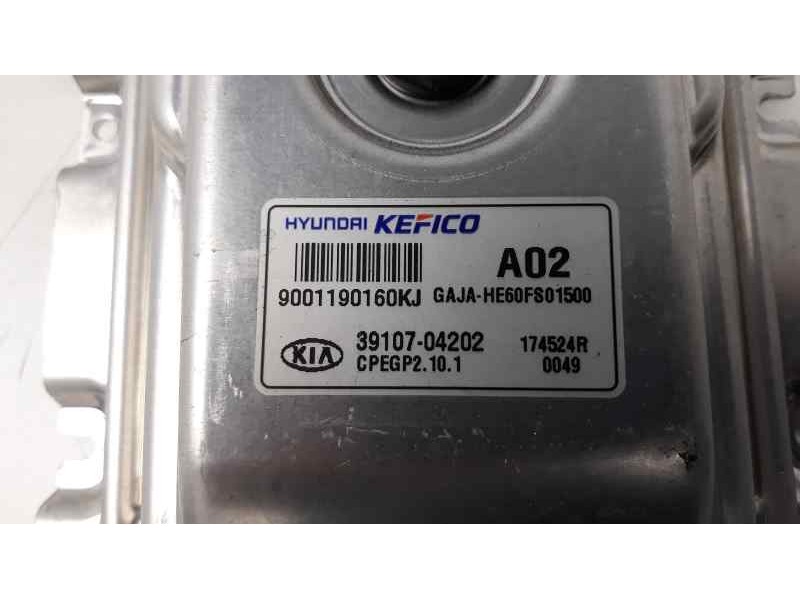 HYUNDAI KEFICO
A02
9001190160KJ GAJA-HE60FS01500
KIA 39107-04202 174524R
CPEGP2.10.1 0049